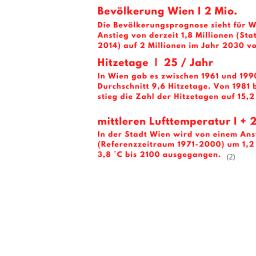 Bevölkerung Wien I 2 Mio.
Die Bevölkerungsprognose sieht für W
Anstieg von derzeit 1,8 Millionen (Stat
2014) auf 2 Millionen im Jahr 2030 vo
Hitzetage I 25 / Jahr
In Wien gab es zwischen 1961 und 1990
Durchschnitt 9,6 Hitzetage. Von 1981 b
stieg die Zahl der Hitzetagen auf 15,2
mittleren Lufttemperatur I + 2
In der Stadt Wien wird von einem Ans
(Referenzzeitraum 1971-2000) um 1,2
3,8 °C bis 2100 ausgegangen. (2)